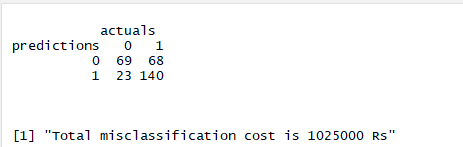 actuals
predictions 0 1
0 69 68
1 23 140
[1] "Total misclassification cost is 1025000 Rs"